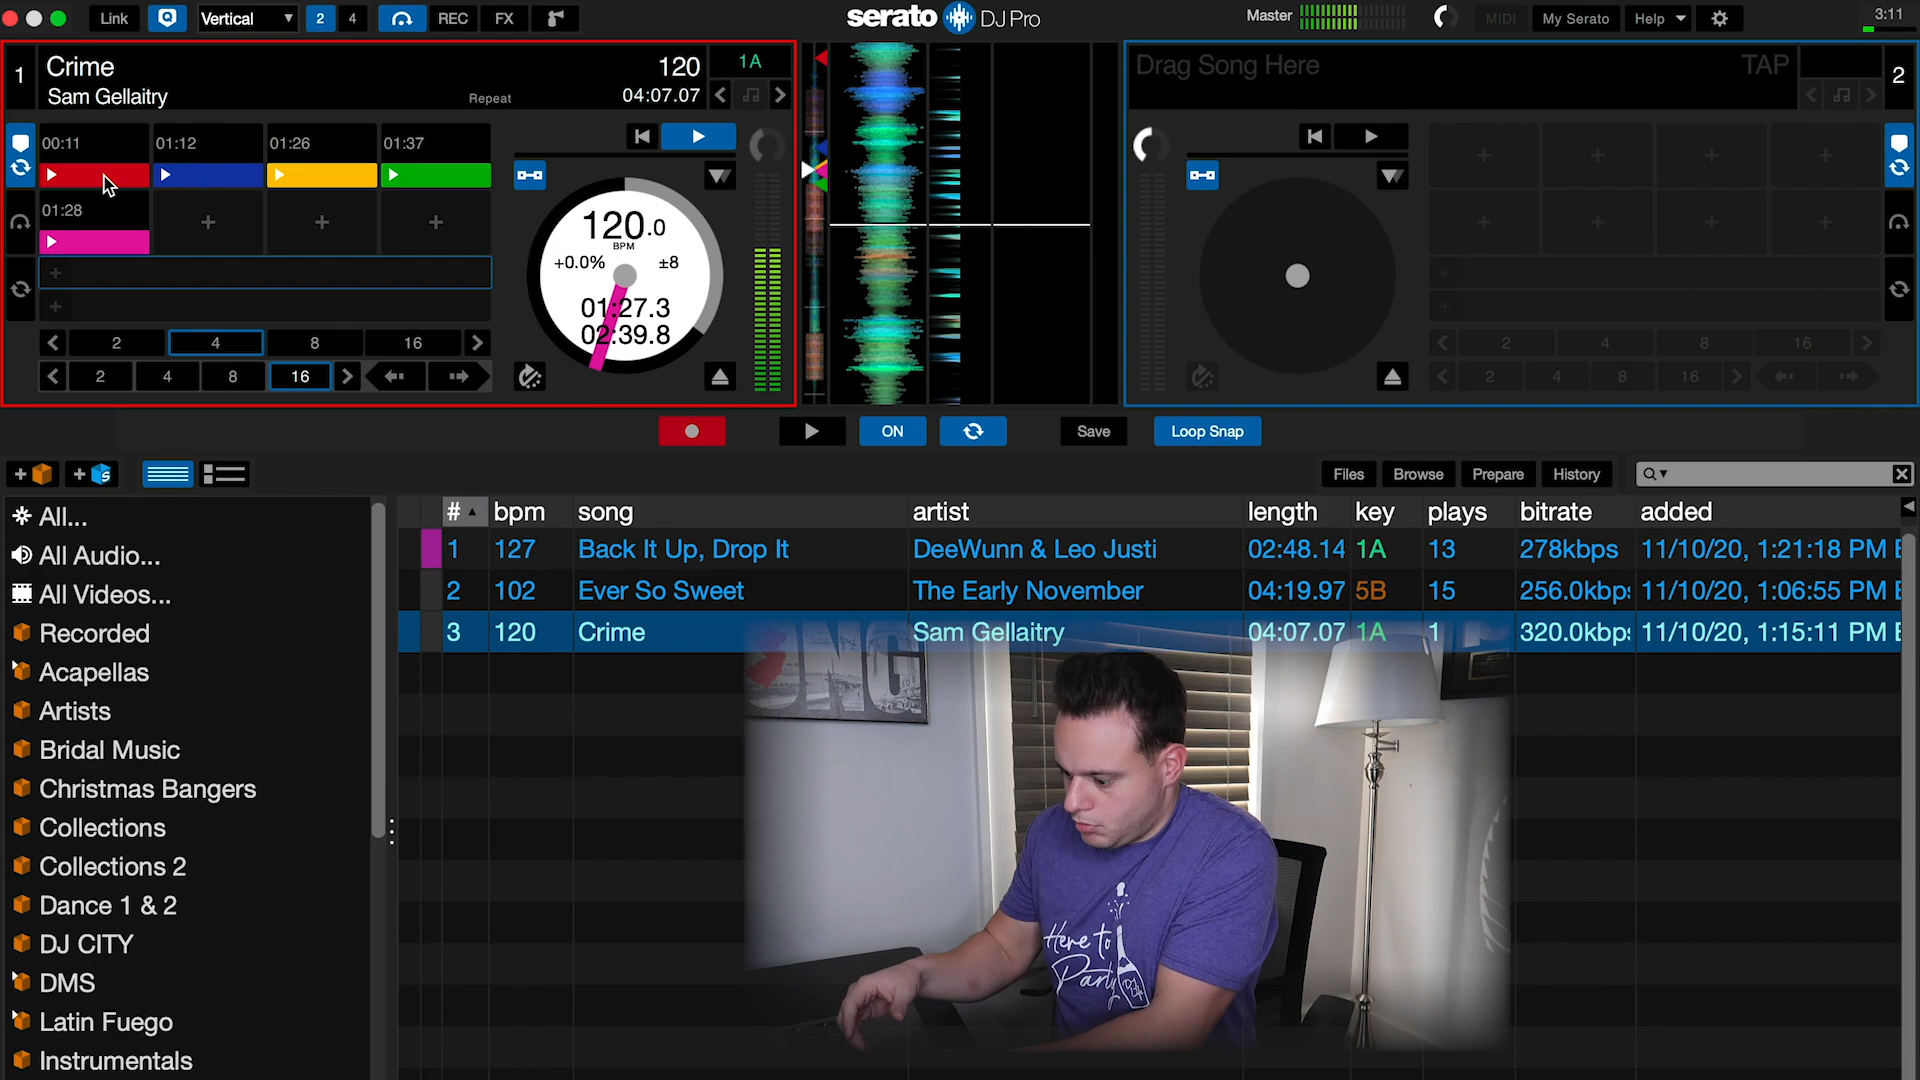 Link
Vertical
2
4
REC
FX
serato DJ Pro
Master
MIDI
My Serato
Help
3:11
1
Crime
120
1A
Sam Gellaitry
Repeat
04:07.07
Drag Song Here
TAP
2
00:11
01:12
01:26
01:37
01:28
120.0
BPM
+0.0%
±8
01:27.3
02:39.8
2
4
8
16
2
4
8
16
2
4
8
16
2
4
8
16
ON
Save
Loop Snap
Files
Browse
Prepare
History
# bpm song artist length key plays bitrate added
1 127 Back It Up, Drop It DeeWunn & Leo Justi 02:48.14 1A 13 278kbps 11/10/20, 1:21:18 PM
2 102 Ever So Sweet The Early November 04:19.97 5B 15 256.0kbp 11/10/20, 1:06:55 PM
3 120 Crime Sam Gellaitry 04:07.07 1A 1 320.0kbp 11/10/20, 1:15:11 PM
All...
All Audio...
All Videos...
Recorded
Acapellas
Artists
Bridal Music
Christmas Bangers
Collections
Collections 2
Dance 1 & 2
DJ CITY
DMS
Latin Fuego
Instrumentals
Here to
Party